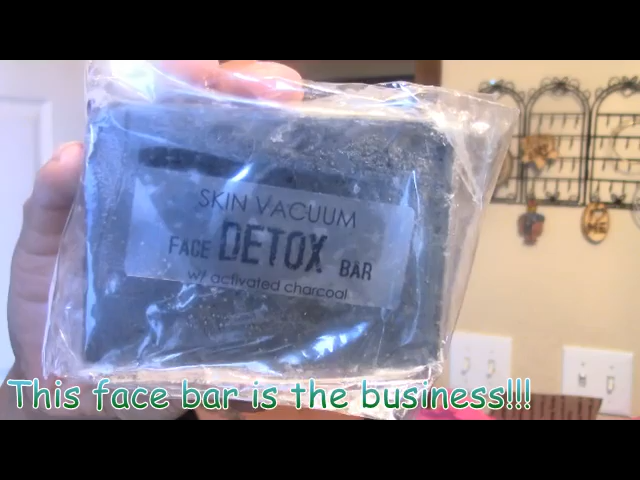 SKIN VACUUM
FACE DETOX BAR
w/ activated charcoal
This face bar is the business!!!